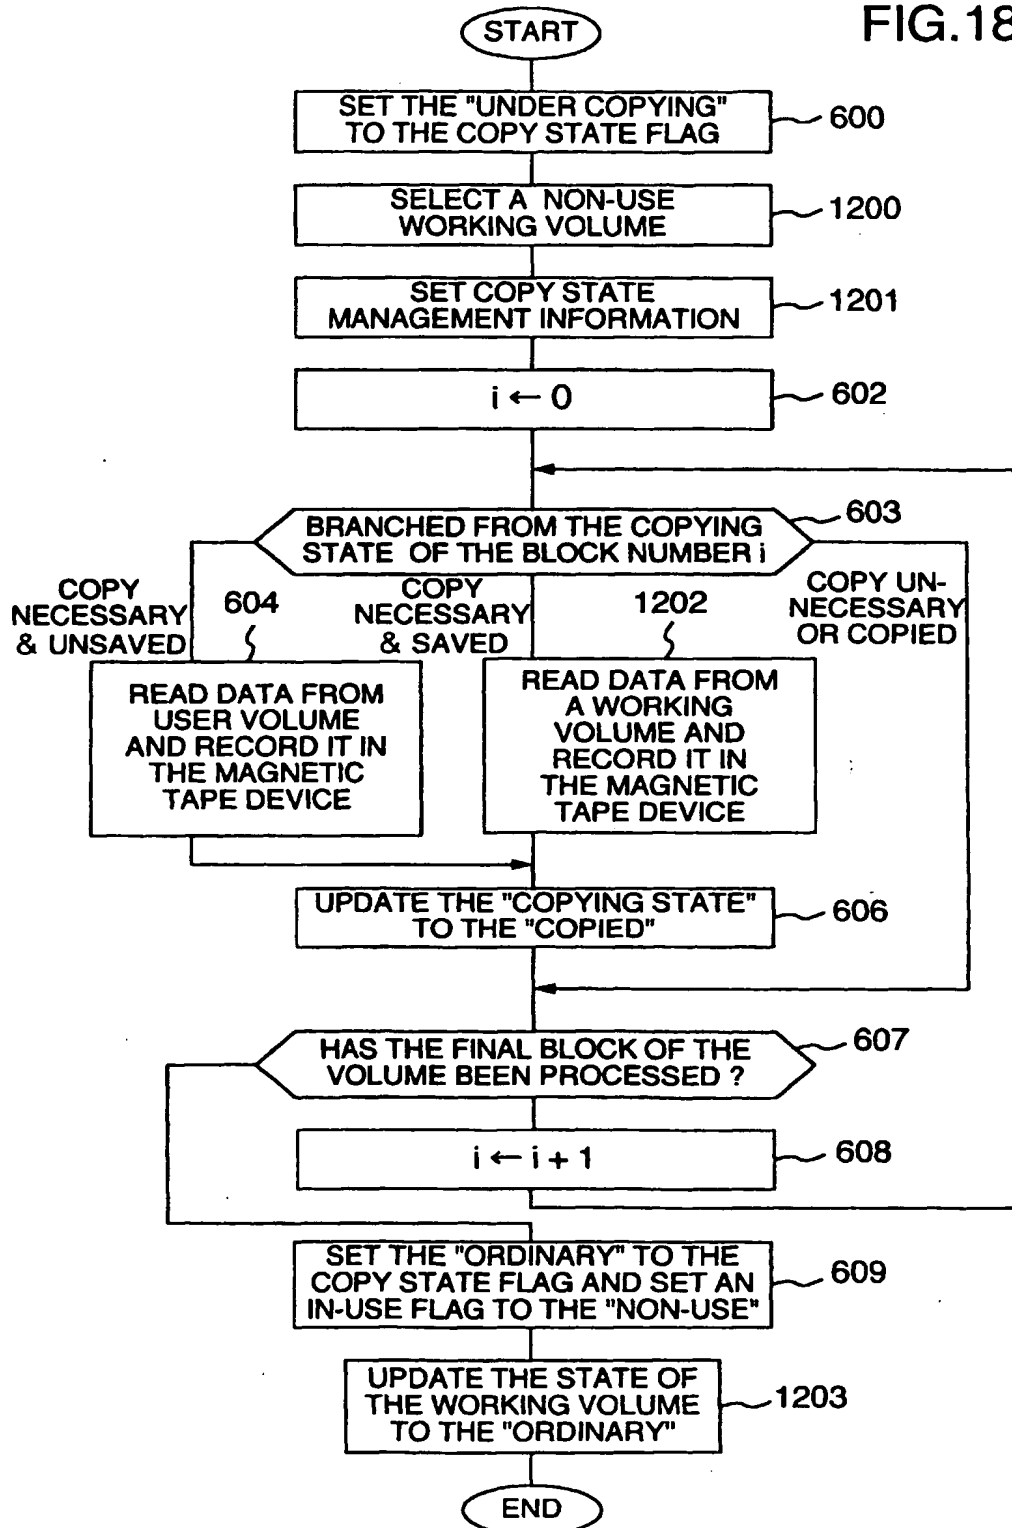 FIG.18
START
SET THE "UNDER COPYING"
TO THE COPY STATE FLAG
600
SELECT A NON-USE
WORKING VOLUME
1200
SET COPY STATE
MANAGEMENT INFORMATION
1201
i ← 0
602
BRANCHED FROM THE COPYING
STATE OF THE BLOCK NUMBER i
603
COPY
NECESSARY
& UNSAVED
604
COPY
NECESSARY
& SAVED
1202
COPY UN-
NECESSARY
OR COPIED
READ DATA FROM
USER VOLUME
AND RECORD IT IN
THE MAGNETIC
TAPE DEVICE
READ DATA FROM
A WORKING
VOLUME AND
RECORD IT IN
THE MAGNETIC
TAPE DEVICE
UPDATE THE "COPYING STATE"
TO THE "COPIED"
606
HAS THE FINAL BLOCK OF THE
VOLUME BEEN PROCESSED ?
607
i ← i + 1
608
SET THE "ORDINARY" TO THE
COPY STATE FLAG AND SET AN
IN-USE FLAG TO THE "NON-USE"
609
UPDATE THE STATE OF
THE WORKING VOLUME
TO THE "ORDINARY"
1203
END